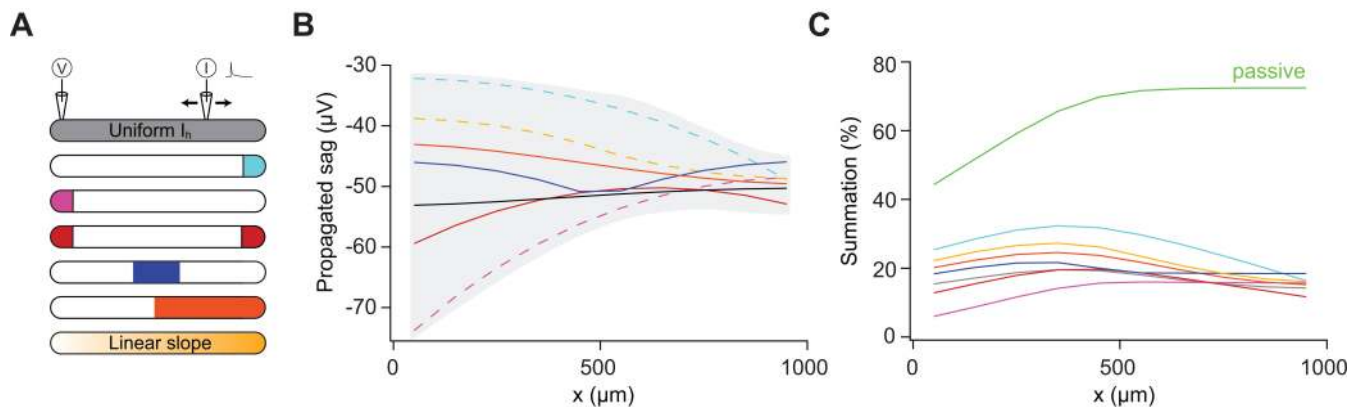 A
V
I
Uniform Ih
Linear slope
B
Propagated sag (μV)
-30
-40
-50
-60
-70
0
500
1000
x (μm)
C
Summation (%)
80
60
40
20
0
passive
0
500
1000
x (μm)